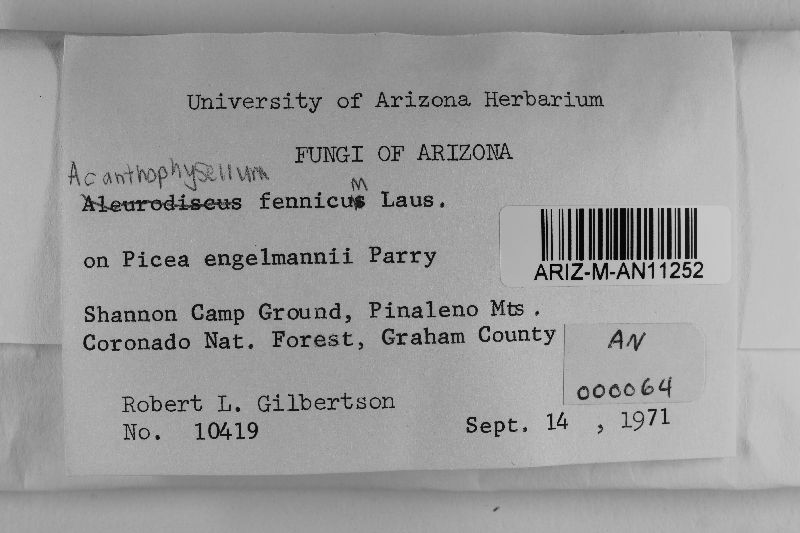 University of Arizona Herbarium
FUNGI OF ARIZONA
Acanthophysellum
Aleurodiscus fennicus M Laus.
on Picea engelmannii Parry
ARIZ-M-AN11252
Shannon Camp Ground, Pinaleno Mts.
Coronado Nat. Forest, Graham County
AN
000064
Robert L. Gilbertson
No. 10419
Sept. 14 , 1971